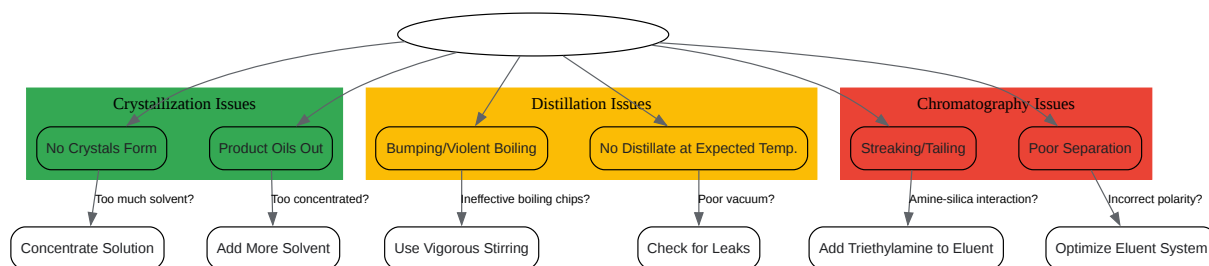 Crystallization Issues
Distillation Issues
Chromatography Issues
No Crystals Form
Product Oils Out
Bumping/Violent Boiling
No Distillate at Expected Temp.
Streaking/Tailing
Poor Separation
Too much solvent?
Too concentrated?
Ineffective boiling chips?
Poor vacuum?
Amine-silica interaction?
Incorrect polarity?
Concentrate Solution
Add More Solvent
Use Vigorous Stirring
Check for Leaks
Add Triethylamine to Eluent
Optimize Eluent System